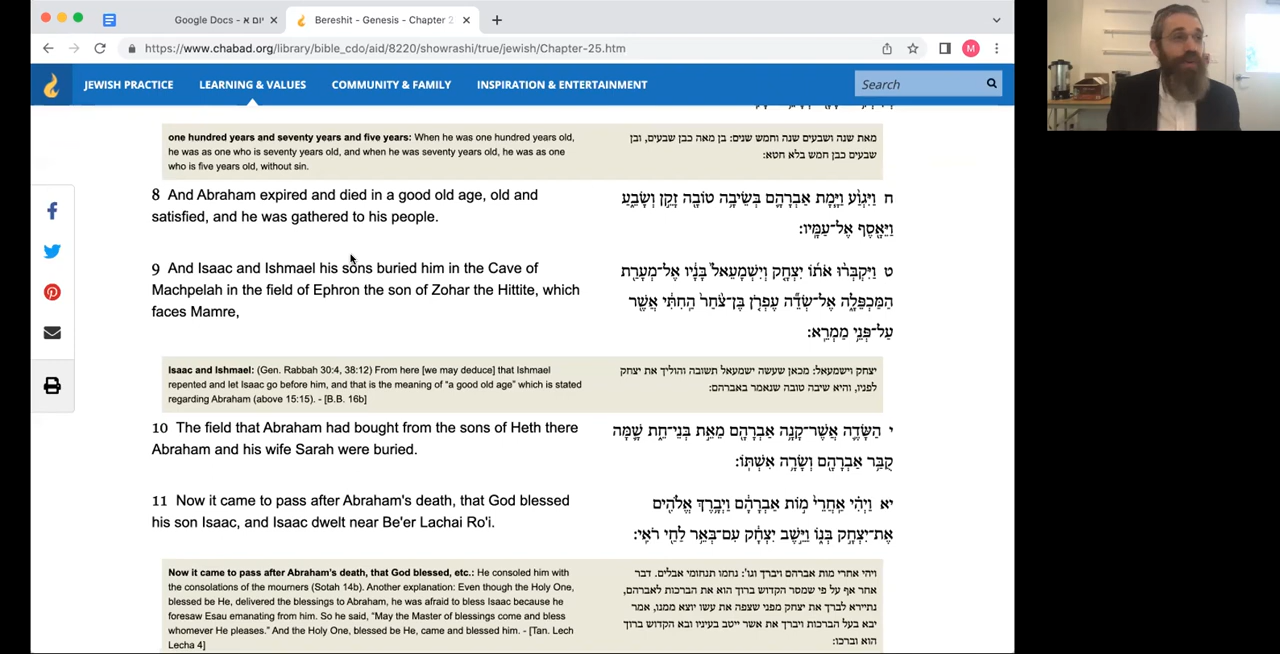 Google Docs - יום א
Bereshit - Genesis - Chapter 2
https://www.chabad.org/library/bible_cdo/aid/8220/showrashi/true/jewish/Chapter-25.htm
M
JEWISH PRACTICE
LEARNING & VALUES
COMMUNITY & FAMILY
INSPIRATION & ENTERTAINMENT
Search
one hundred years and seventy years and five years: When he was one hundred years old,
he was as one who is seventy years old, and when he was seventy years old, he was as one
who is five years old, without sin.
מאת שנה ושבעים שנה וחמש שנים: בן מאה כבן שבעים, ובן
שבעים כבן חמש בלא חטא:
8 And Abraham expired and died in a good old age, old and
satisfied, and he was gathered to his people.
ח וַיִּגְוַ֨ע וַיָּ֧מָת אַבְרָהָ֛ם בְּשֵׂיבָ֥ה טוֹבָ֖ה זָקֵ֣ן וְשָׂבֵ֑עַ
וַיֵּאָ֖סֶף אֶל־עַמָּֽיו:
9 And Isaac and Ishmael his sons buried him in the Cave of
Machpelah in the field of Ephron the son of Zohar the Hittite, which
faces Mamre,
ט וַיִּקְבְּר֨וּ אֹת֜וֹ יִצְחָ֤ק וְיִשְׁמָעֵאל֙ בָּנָ֔יו אֶל־מְעָרַ֖ת
הַמַּכְפֵּלָ֑ה אֶל־שְׂדֵ֞ה עֶפְרֹ֤ן בֶּן־צֹ֨חַר֙ הַֽחִתִּ֔י אֲשֶׁ֖ר
עַל־פְּנֵ֥י מַמְרֵֽא:
Isaac and Ishmael: (Gen. Rabbah 30:4, 38:12) From here [we may deduce] that Ishmael
repented and let Isaac go before him, and that is the meaning of “a good old age” which is stated
regarding Abraham (above 15:15). - [B.B. 16b]
יצחק וישמעאל: מכאן שעשה ישמעאל תשובה והוליך את יצחק
לפניו, והיא שיבה טובה שנאמר באברהם:
10 The field that Abraham had bought from the sons of Heth there
Abraham and his wife Sarah were buried.
י הַשָּׂדֶ֛ה אֲשֶׁר־קָנָ֥ה אַבְרָהָ֖ם מֵאֵ֣ת בְּנֵי־חֵ֑ת שָׁ֛מָּה
קֻבַּ֥ר אַבְרָהָ֖ם וְשָׂרָ֥ה אִשְׁתּֽוֹ:
11 Now it came to pass after Abraham's death, that God blessed
his son Isaac, and Isaac dwelt near Be'er Lachai Ro'i.
יא וַיְהִ֗י אַֽחֲרֵי֙ מ֣וֹת אַבְרָהָ֔ם וַיְבָ֥רֶךְ אֱלֹהִ֖ים
אֶת־יִצְחָ֣ק בְּנ֑וֹ וַיֵּ֣שֶׁב יִצְחָ֔ק עִם־בְּאֵ֥ר לַחַ֖י רֹאִֽי:
Now it came to pass after Abraham’s death, that God blessed, etc.: He consoled him with
the consolations of the mourners (Sotah 14b). Another explanation: Even though the Holy One,
blessed be He, delivered the blessings to Abraham, he was afraid to bless Isaac because he
foresaw Esau emanating from him. So he said, “May the Master of blessings come and bless
whomever He pleases.” And the Holy One, blessed be He, came and blessed him. - [Tan. Lech
Lecha 4]
ויהי אחרי מות אברהם ויברך וגו': נחמו תנחומי אבלים. דבר
אחר אף על פי שמסר הקדוש ברוך הוא את הברכות לאברהם,
נתיירא לברך את יצחק מפני שצפה את עשו יוצא ממנו, אמר
יבא בעל הברכות ויברך את אשר ייטב בעיניו ובא הקדוש ברוך
הוא וברכו: